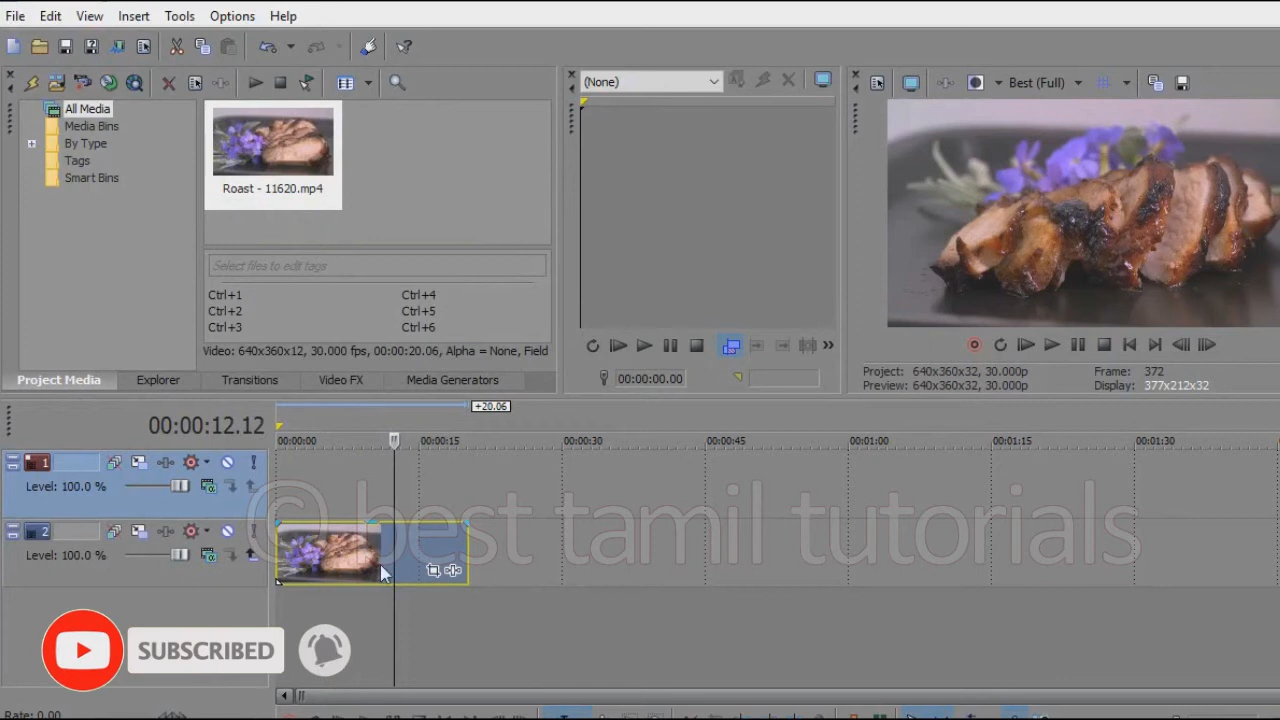 File Edit View Insert Tools Options Help
(None)
Best (Full)
All Media
Media Bins
By Type
Tags
Smart Bins
Roast - 11620.mp4
Select files to edit tags
Ctrl+1 Ctrl+4
Ctrl+2 Ctrl+5
Ctrl+3 Ctrl+6
Video: 640x360x12, 30.000 fps, 00:00:20.06, Alpha = None, Field
Project Media Explorer Transitions Video FX Media Generators
00:00:00.00
Project: 640x360x32, 30.000p Frame: 372
Preview: 640x360x32, 30.000p Display: 377x212x32
+20.06
00:00:12.12
00:00:00 00:00:15 00:00:30 00:00:45 00:01:00 00:01:15 00:01:30
1
Level: 100.0 %
2
Level: 100.0 %
© best tamil tutorials
SUBSCRIBED
Rate: 0.00